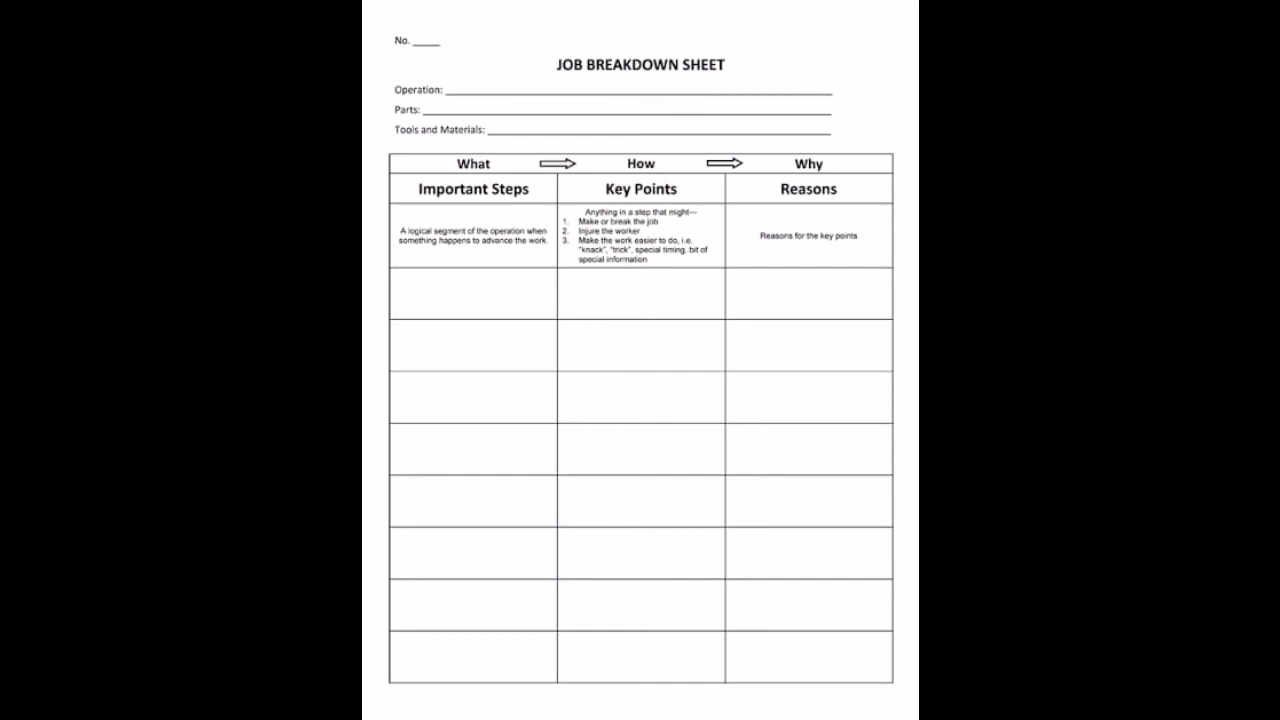 No. _____
JOB BREAKDOWN SHEET
Operation: ______________________________
Parts: ______________________________
Tools and Materials: ______________________________
What How Why
Important Steps Key Points Reasons
A logical segment of the operation when
something happens to advance the work.
Anything in a step that might—
1. Make or break the job
2. Injure the worker
3. Make the work easier to do, i.e.
"knack", "trick", special timing, bit of
special information
Reasons for the key points